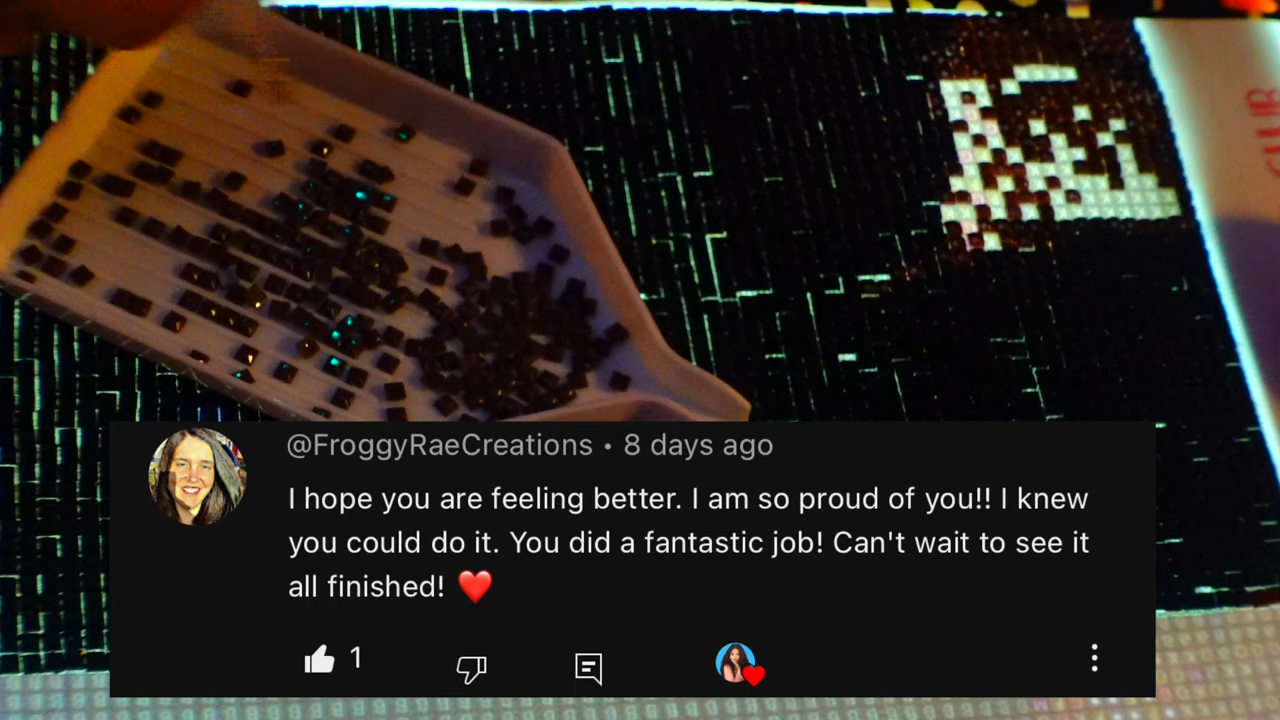 CLUB
@FroggyRaeCreations • 8 days ago
I hope you are feeling better. I am so proud of you!! I knew
you could do it. You did a fantastic job! Can't wait to see it
all finished! ❤️
1